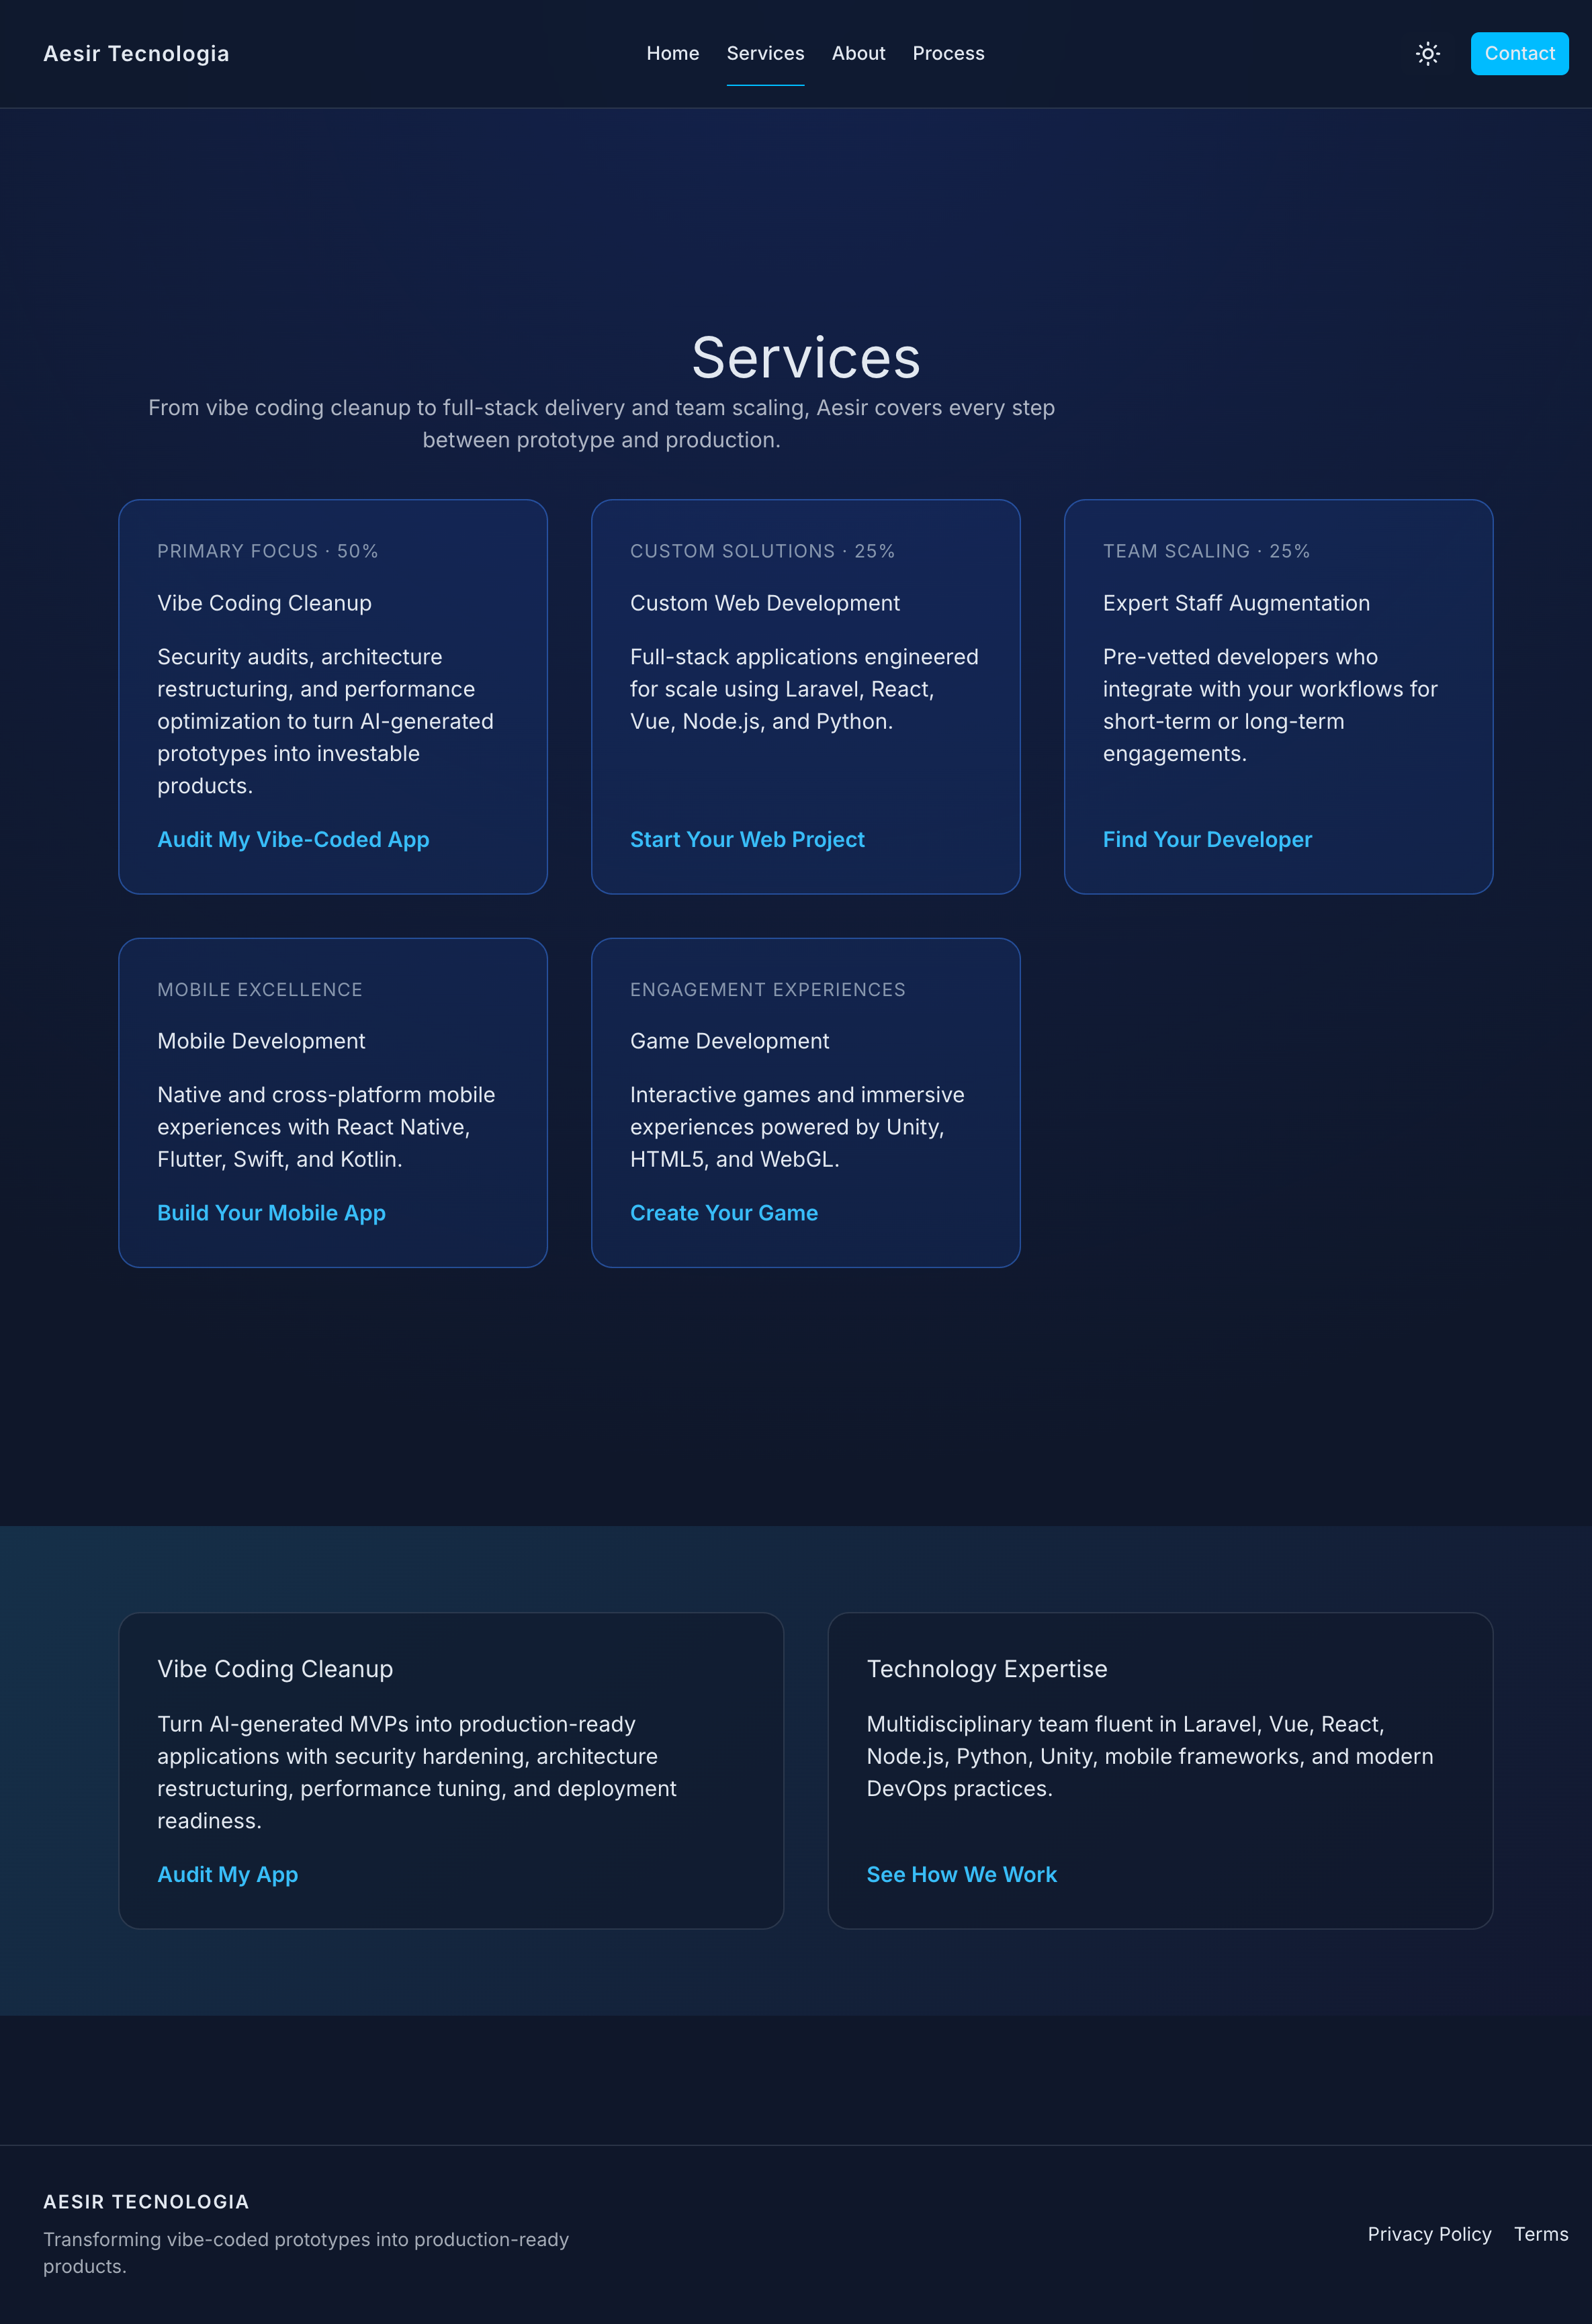 Aesir Tecnologia
Home
Services
About
Process
Contact
Services
From vibe coding cleanup to full-stack delivery and team scaling, Aesir covers every step
between prototype and production.
PRIMARY FOCUS · 50%
Vibe Coding Cleanup
Security audits, architecture
restructuring, and performance
optimization to turn AI-generated
prototypes into investable
products.
Audit My Vibe-Coded App
CUSTOM SOLUTIONS · 25%
Custom Web Development
Full-stack applications engineered
for scale using Laravel, React,
Vue, Node.js, and Python.
Start Your Web Project
TEAM SCALING · 25%
Expert Staff Augmentation
Pre-vetted developers who
integrate with your workflows for
short-term or long-term
engagements.
Find Your Developer
MOBILE EXCELLENCE
Mobile Development
Native and cross-platform mobile
experiences with React Native,
Flutter, Swift, and Kotlin.
Build Your Mobile App
ENGAGEMENT EXPERIENCES
Game Development
Interactive games and immersive
experiences powered by Unity,
HTML5, and WebGL.
Create Your Game
Vibe Coding Cleanup
Turn AI-generated MVPs into production-ready
applications with security hardening, architecture
restructuring, performance tuning, and deployment
readiness.
Audit My App
Technology Expertise
Multidisciplinary team fluent in Laravel, Vue, React,
Node.js, Python, Unity, mobile frameworks, and modern
DevOps practices.
See How We Work
AESIR TECNOLOGIA
Transforming vibe-coded prototypes into production-ready
products.
Privacy Policy
Terms